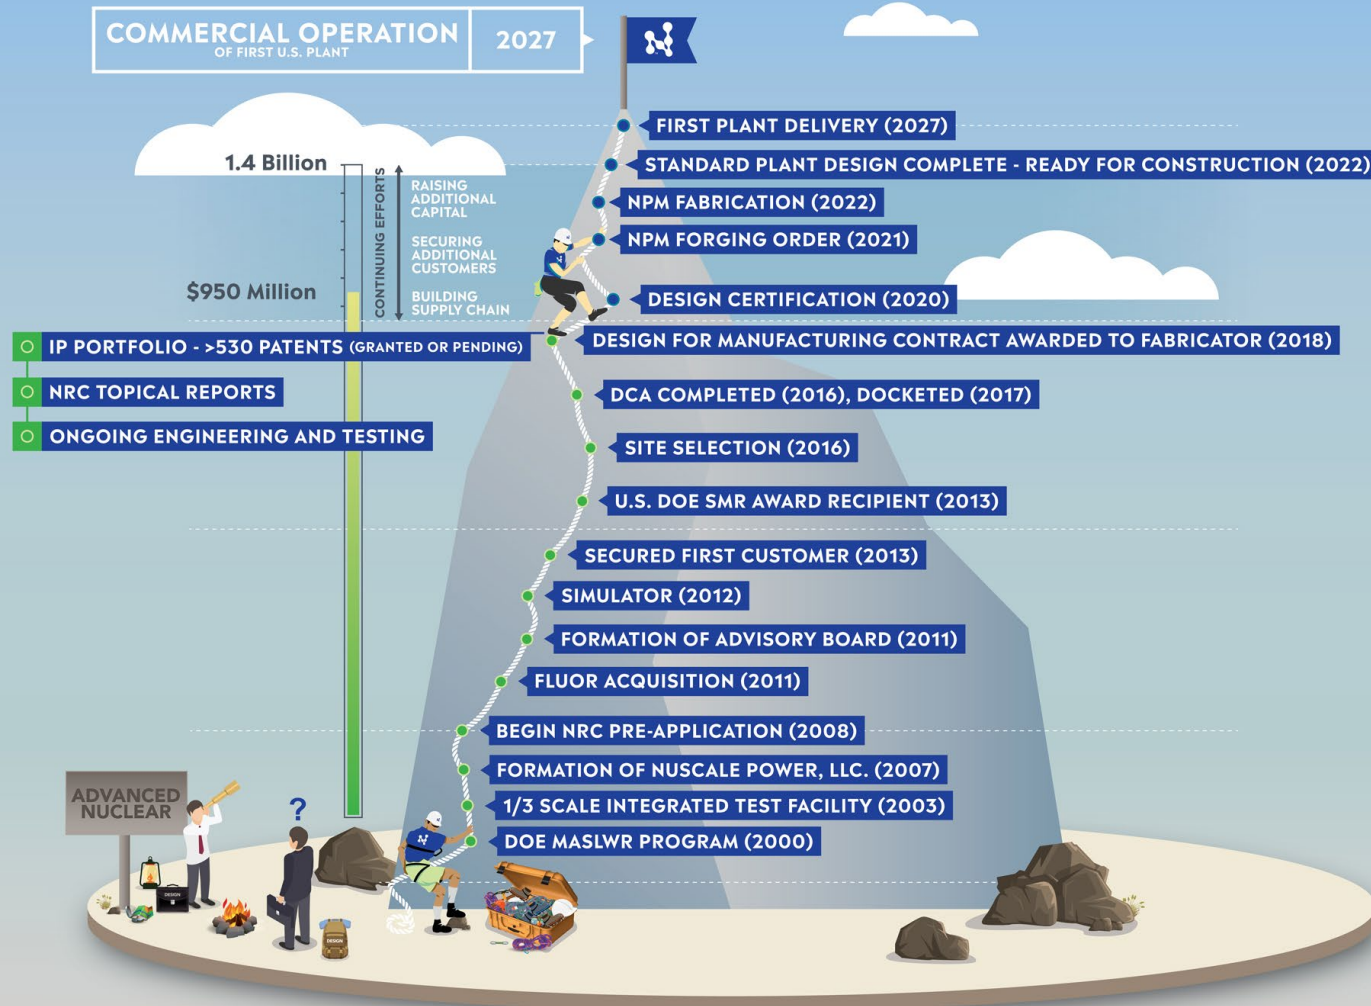 COMMERCIAL OPERATION
OF FIRST U.S. PLANT
2027
FIRST PLANT DELIVERY (2027)
1.4 Billion
STANDARD PLANT DESIGN COMPLETE - READY FOR CONSTRUCTION (2022)
CONTINUING EFFORTS
RAISING
ADDITIONAL
CAPITAL
SECURING
ADDITIONAL
CUSTOMERS
BUILDING
SUPPLY CHAIN
NPM FABRICATION (2022)
NPM FORGING ORDER (2021)
$950 Million
DESIGN CERTIFICATION (2020)
IP PORTFOLIO - >530 PATENTS (GRANTED OR PENDING)
NRC TOPICAL REPORTS
ONGOING ENGINEERING AND TESTING
DESIGN FOR MANUFACTURING CONTRACT AWARDED TO FABRICATOR (2018)
DCA COMPLETED (2016), DOCKETED (2017)
SITE SELECTION (2016)
U.S. DOE SMR AWARD RECIPIENT (2013)
SECURED FIRST CUSTOMER (2013)
SIMULATOR (2012)
FORMATION OF ADVISORY BOARD (2011)
FLUOR ACQUISITION (2011)
BEGIN NRC PRE-APPLICATION (2008)
FORMATION OF NUSCALE POWER, LLC. (2007)
1/3 SCALE INTEGRATED TEST FACILITY (2003)
DOE MASLWR PROGRAM (2000)
ADVANCED
NUCLEAR
?
DESIGN
DESIGN